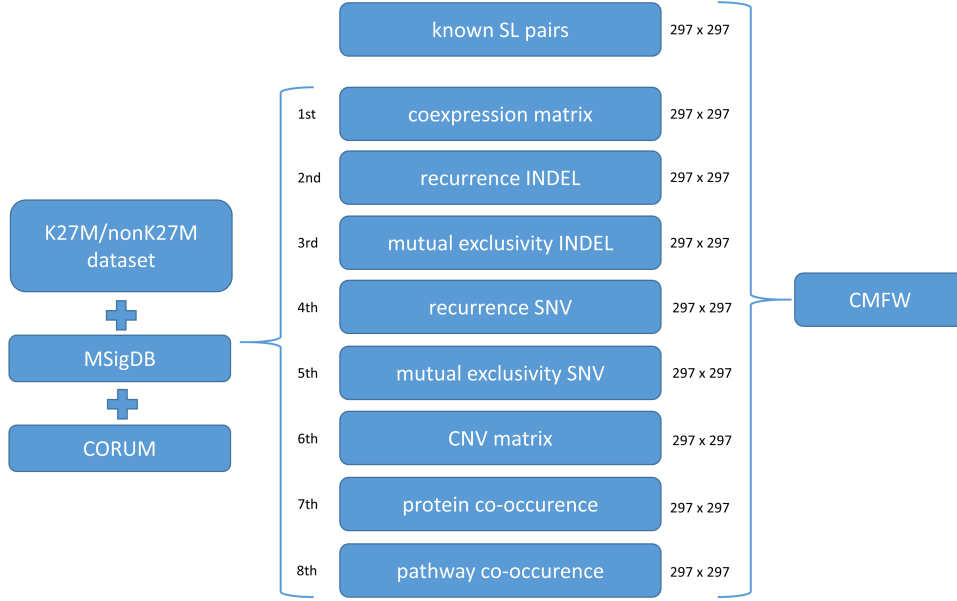 known SL pairs 297 x 297
1st coexpression matrix 297 x 297
2nd recurrence INDEL 297 x 297
K27M/nonK27M
dataset
3rd mutual exclusivity INDEL 297 x 297
CMFW
4th recurrence SNV 297 x 297
MSigDB
5th mutual exclusivity SNV 297 x 297
CORUM
6th CNV matrix 297 x 297
7th protein co-occurence 297 x 297
8th pathway co-occurence 297 x 297